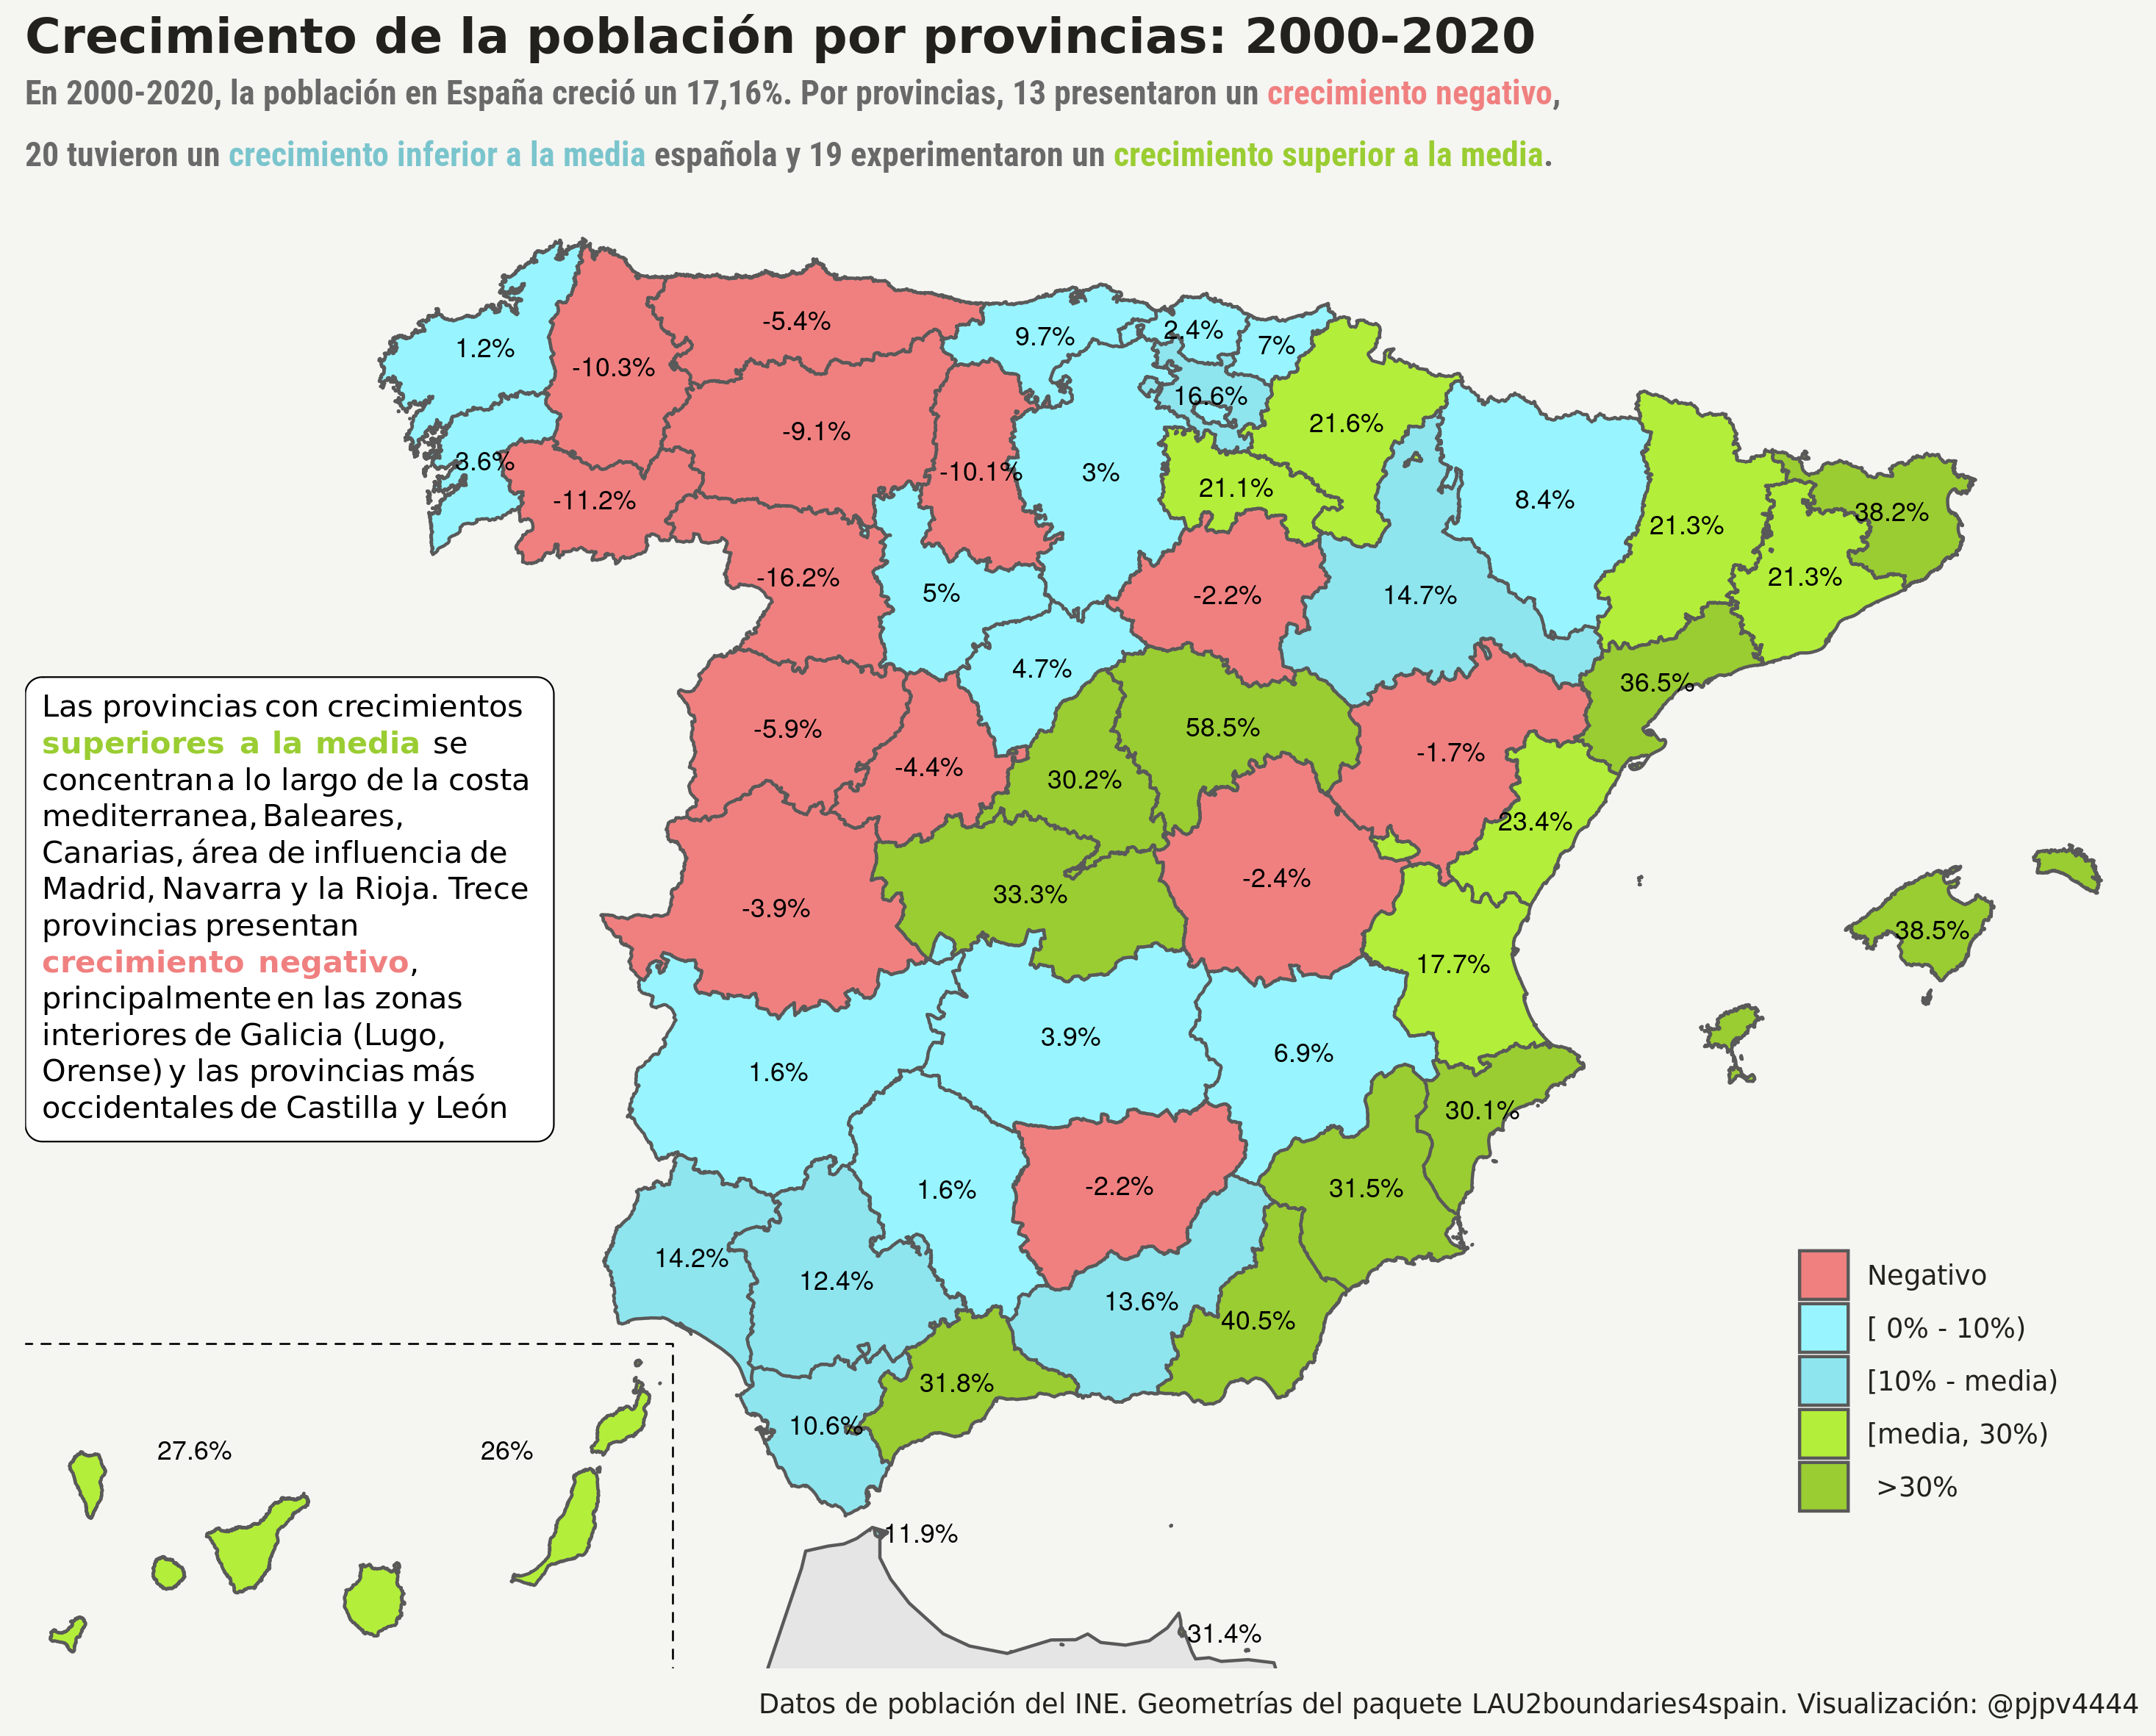 Crecimiento de la población por provincias: 2000-2020
En 2000-2020, la población en España creció un 17,16%. Por provincias, 13 presentaron un crecimiento negativo,
20 tuvieron un crecimiento inferior a la media española y 19 experimentaron un crecimiento superior a la media.
-5.4%
9.7%
2.4%
7%
1.2%
-10.3%
16.6%
21.6%
-9.1%
3.6%
-10.1%
3%
21.1%
-11.2%
8.4%
21.3%
38.2%
-16.2%
5%
-2.2%
14.7%
21.3%
4.7%
36.5%
-5.9%
58.5%
-1.7%
-4.4%
30.2%
23.4%
-3.9%
33.3%
-2.4%
38.5%
17.7%
1.6%
3.9%
6.9%
30.1%
1.6%
-2.2%
31.5%
14.2%
12.4%
13.6%
40.5%
31.8%
10.6%
27.6%
26%
11.9%
31.4%
Las provincias con crecimientos
superiores a la media se
concentran a lo largo de la costa
mediterranea, Baleares,
Canarias, área de influencia de
Madrid, Navarra y la Rioja. Trece
provincias presentan
crecimiento negativo,
principalmente en las zonas
interiores de Galicia (Lugo,
Orense) y las provincias más
occidentales de Castilla y León
Negativo
[ 0% - 10%)
[10% - media)
[media, 30%)
>30%
Datos de población del INE. Geometrías del paquete LAU2boundaries4spain. Visualización: @pjpv4444